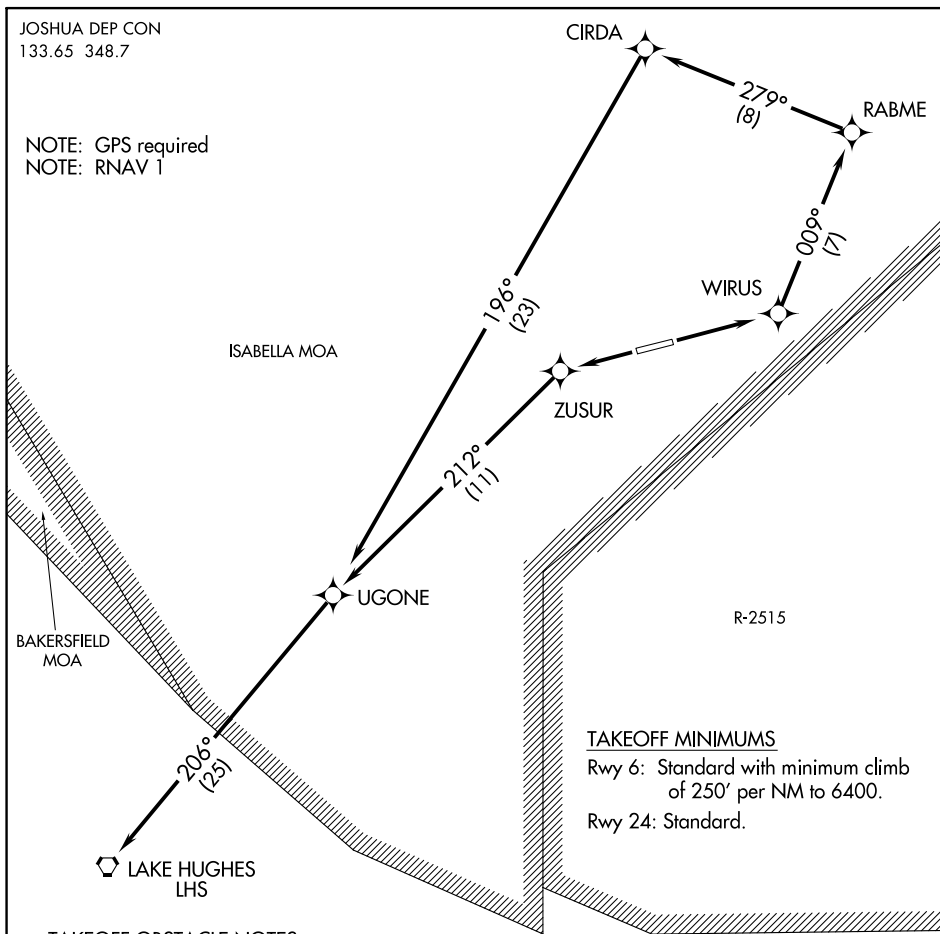 JOSHUA DEP CON
133.65 348.7
NOTE: GPS required
NOTE: RNAV 1
CIRDA
279°
(8)
RABME
009°
(7)
WIRUS
196°
(23)
ISABELLA MOA
ZUSUR
212°
(11)
UGONE
BAKERSFIELD
MOA
R-2515
206°
(25)
LAKE HUGHES
LHS
TAKEOFF MINIMUMS
Rwy 6: Standard with minimum climb
of 250' per NM to 6400.
Rwy 24: Standard.
TAKEOFF OBSTACLE NOTES